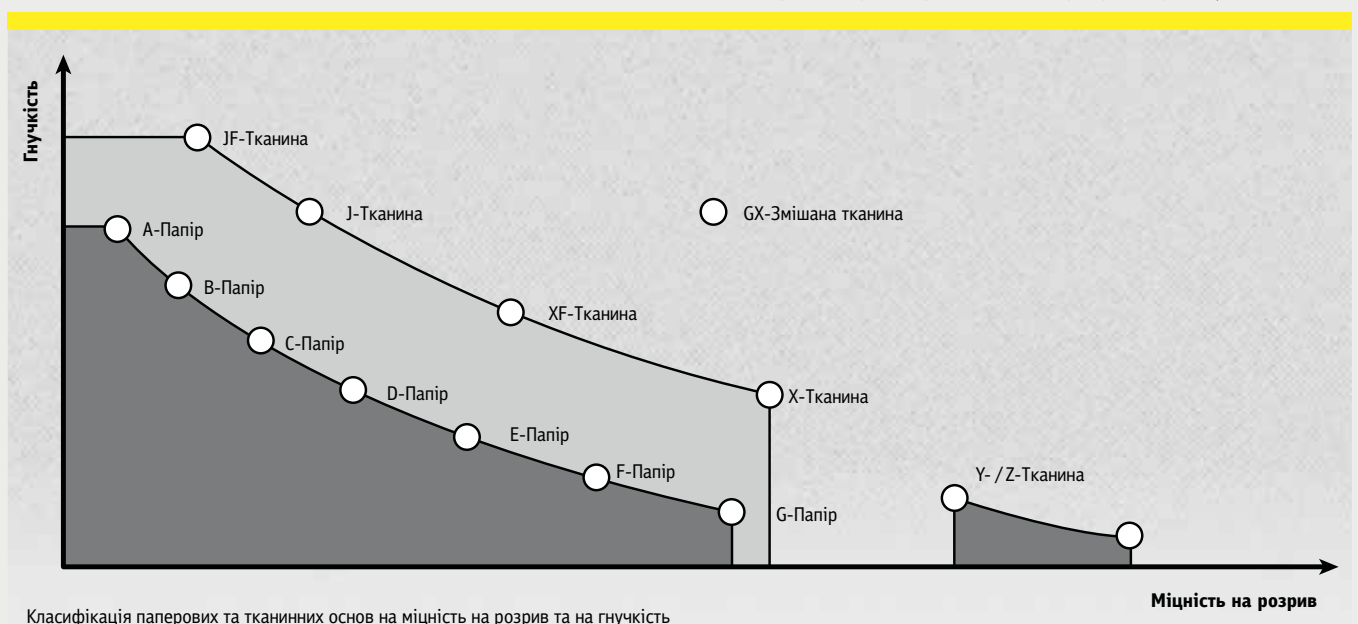 Гнучкість
JF-Тканина
J-Тканина
GX-Змішана тканина
A-Папір
B-Папір
C-Папір
XF-Тканина
D-Папір
X-Тканина
E-Папір
F-Папір
Y- / Z-Тканина
G-Папір
Міцність на розрив
Класифікація паперових та тканинних основ на міцність на розрив та на гнучкість